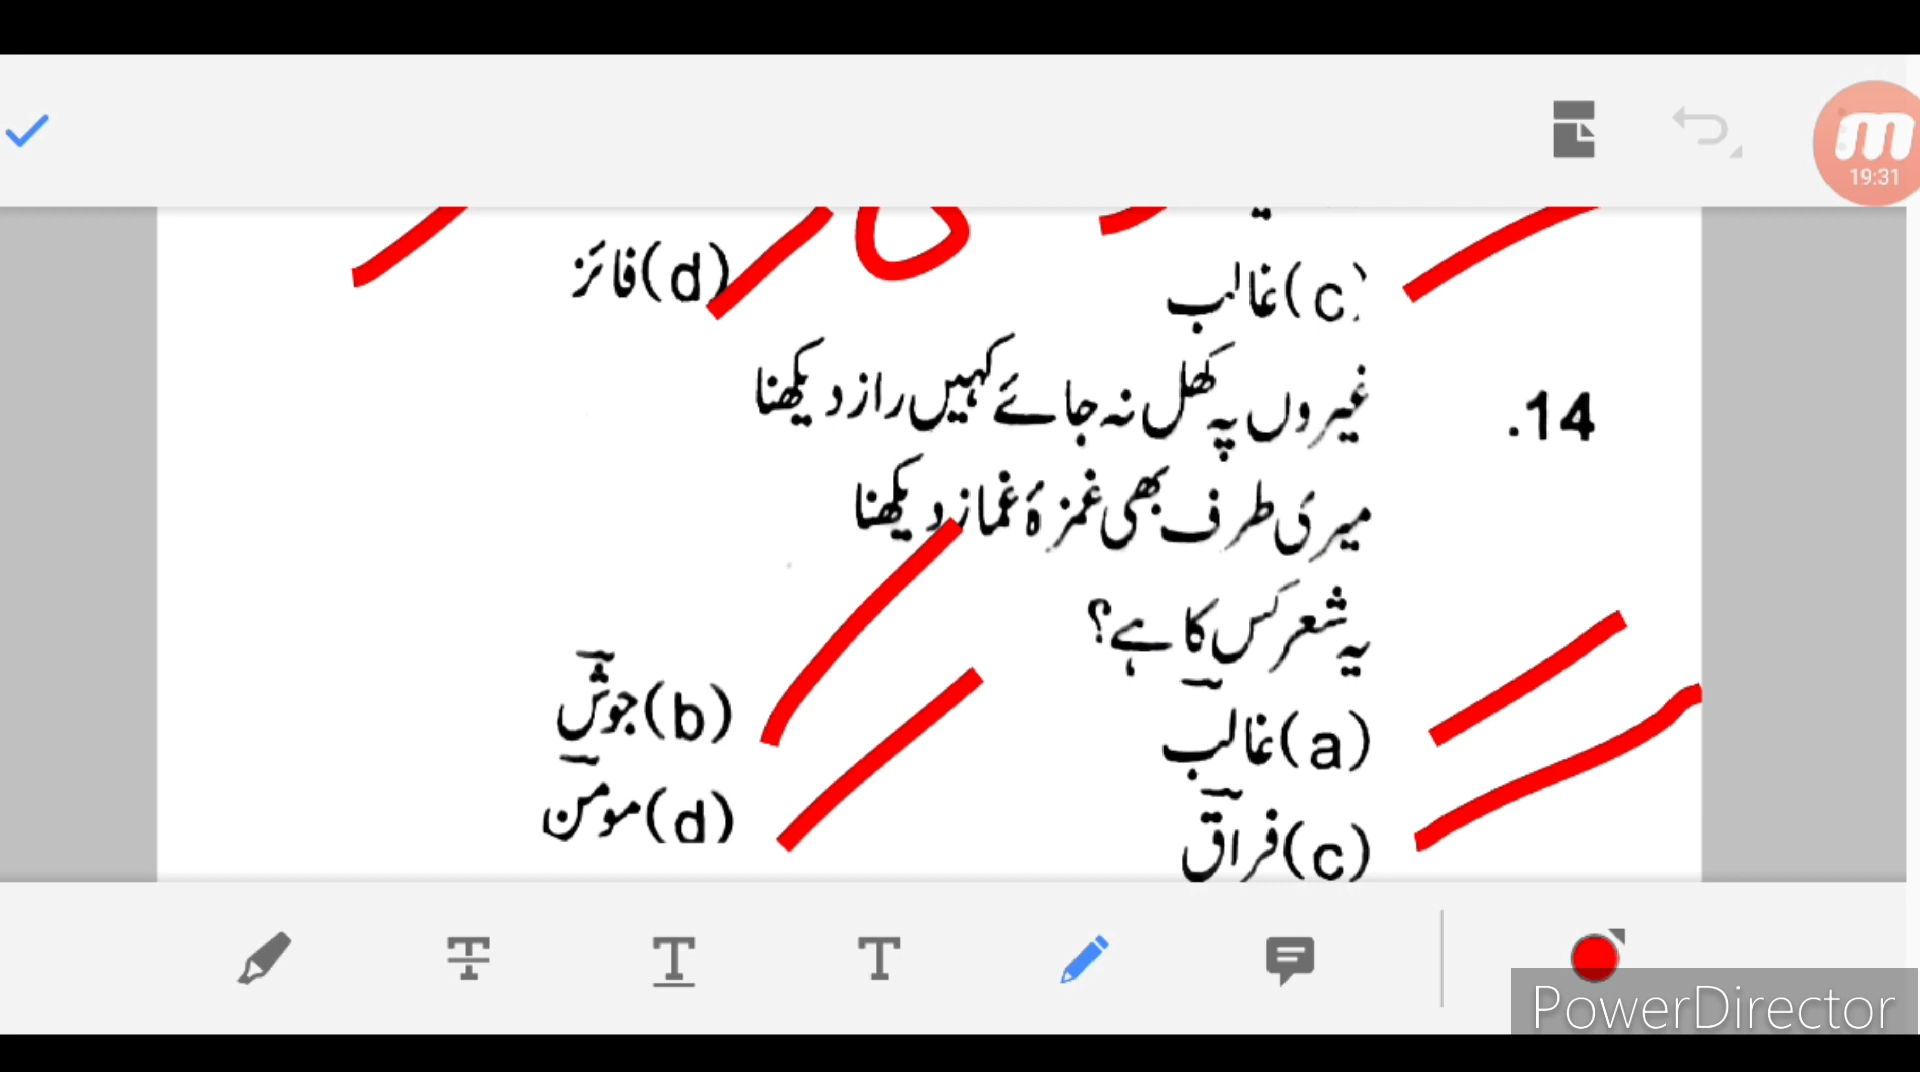 19:31
(c) غالب (d) فائز
14. غیروں پہ کھل نہ جائے کہیں راز دیکھنا
میری طرف بھی غمزۂ غماز دیکھنا
یہ شعر کس کا ہے؟
(a) غالب (b) جوش
(c) فراق (d) مومن
PowerDirector